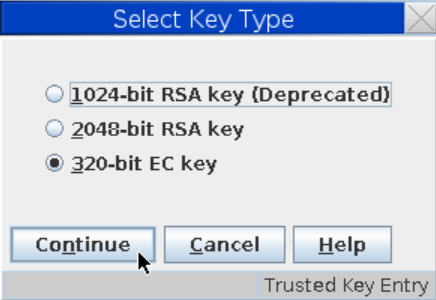 Select Key Type
1024-bit RSA key (Deprecated)
2048-bit RSA key
320-bit EC key
Continue Cancel Help
Trusted Key Entry